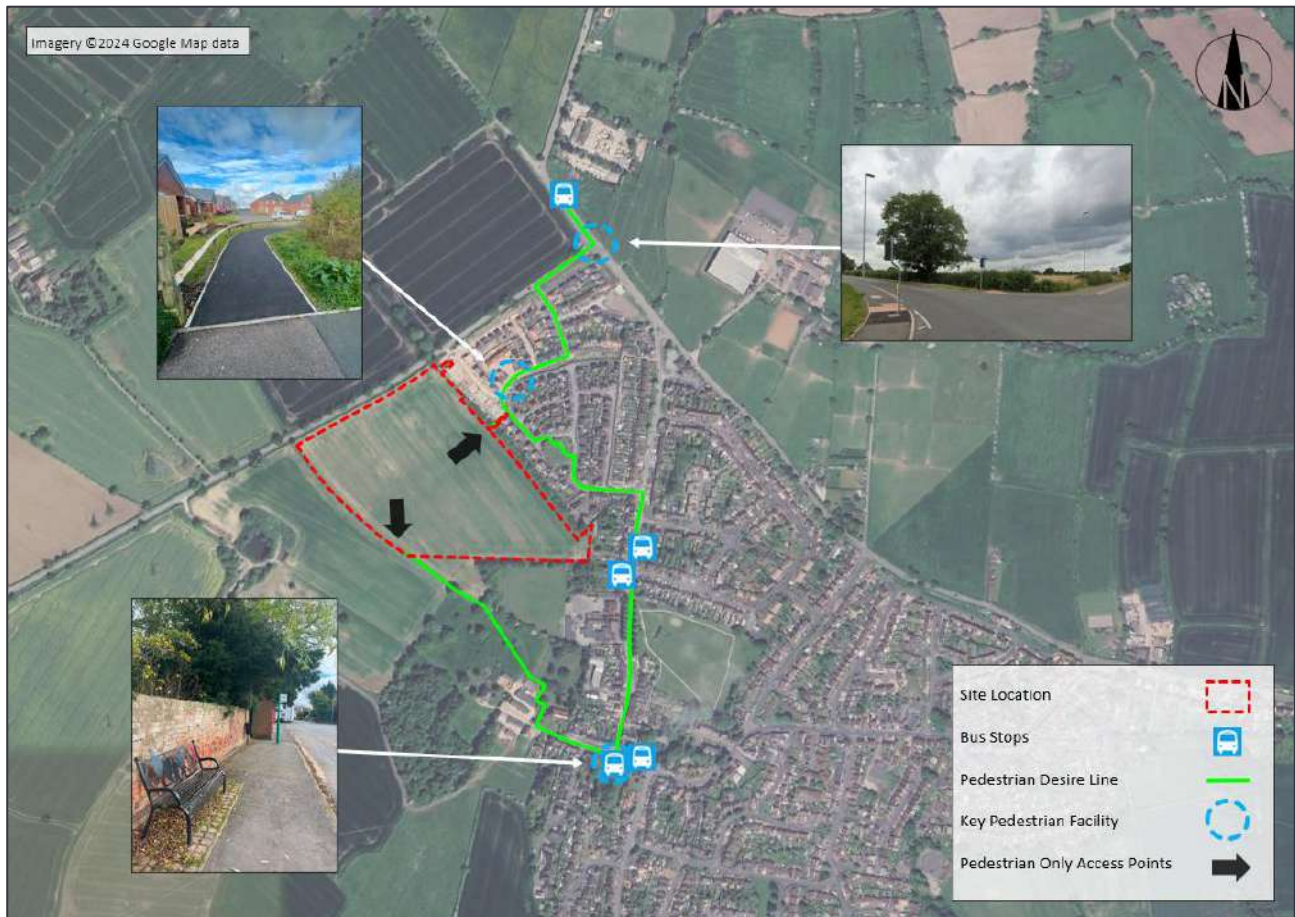 Imagery ©2024 Google Map data
N
Site Location
Bus Stops
Pedestrian Desire Line
Key Pedestrian Facility
Pedestrian Only Access Points